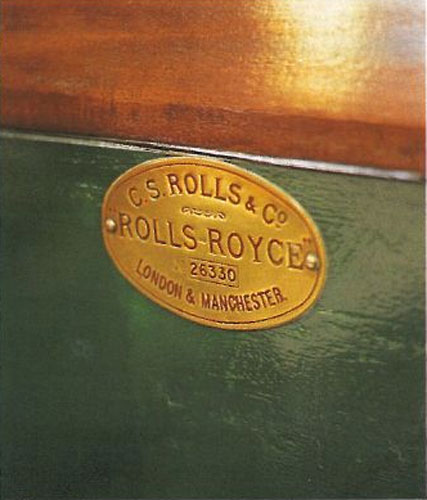 C.S. ROLLS & Co
"ROLLS-ROYCE"
26330
LONDON & MANCHESTER.